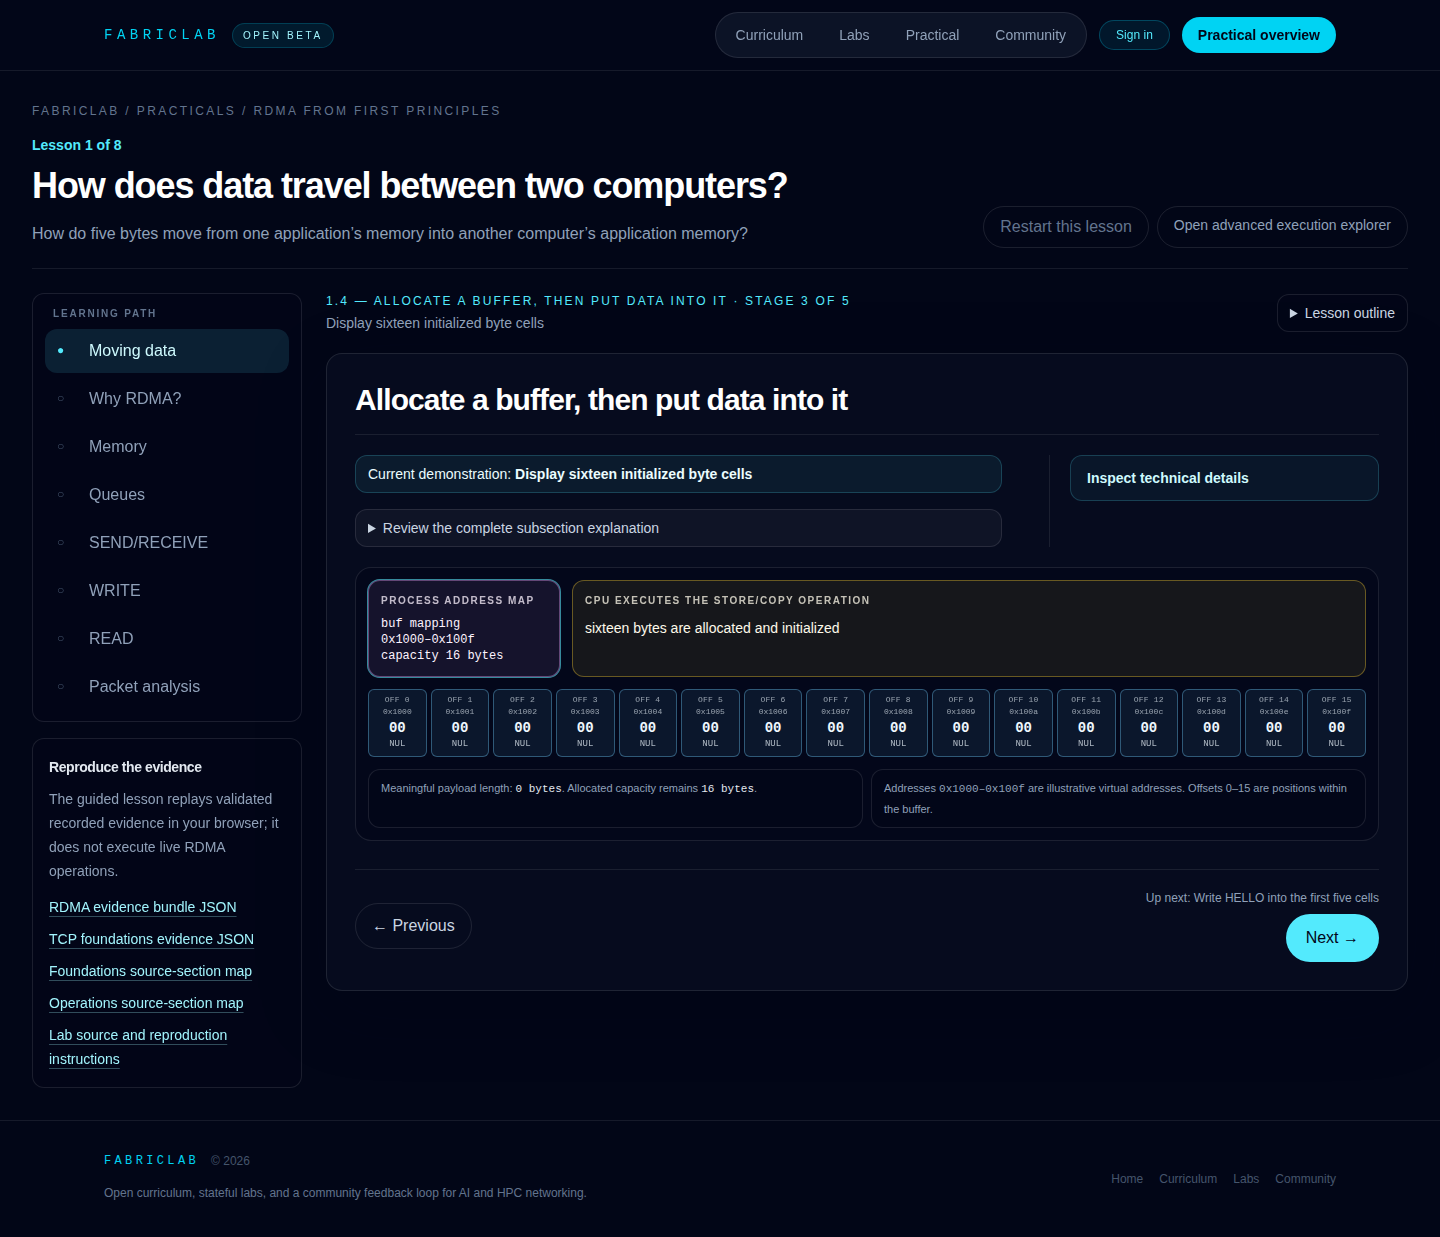 FABRICLAB OPEN BETA Curriculum Labs Practical Community Sign in Practical overview
FABRICLAB / PRACTICALS / RDMA FROM FIRST PRINCIPLES
Lesson 1 of 8
How does data travel between two computers?
How do five bytes move from one application’s memory into another computer’s application memory?
Restart this lesson Open advanced execution explorer
LEARNING PATH
Moving data
Why RDMA?
Memory
Queues
SEND/RECEIVE
WRITE
READ
Packet analysis
Reproduce the evidence
The guided lesson replays validated
recorded evidence in your browser; it
does not execute live RDMA
operations.
RDMA evidence bundle JSON
TCP foundations evidence JSON
Foundations source-section map
Operations source-section map
Lab source and reproduction
instructions
1.4 — ALLOCATE A BUFFER, THEN PUT DATA INTO IT · STAGE 3 OF 5
Display sixteen initialized byte cells
▶ Lesson outline
Allocate a buffer, then put data into it
Current demonstration: Display sixteen initialized byte cells
Inspect technical details
▶ Review the complete subsection explanation
PROCESS ADDRESS MAP
buf mapping
0x1000–0x100f
capacity 16 bytes
CPU EXECUTES THE STORE/COPY OPERATION
sixteen bytes are allocated and initialized
OFF 0 OFF 1 OFF 2 OFF 3 OFF 4 OFF 5 OFF 6 OFF 7 OFF 8 OFF 9 OFF 10 OFF 11 OFF 12 OFF 13 OFF 14 OFF 15
0x1000 0x1001 0x1002 0x1003 0x1004 0x1005 0x1006 0x1007 0x1008 0x1009 0x100a 0x100b 0x100c 0x100d 0x100e 0x100f
00 00 00 00 00 00 00 00 00 00 00 00 00 00 00 00
NUL NUL NUL NUL NUL NUL NUL NUL NUL NUL NUL NUL NUL NUL NUL NUL
Meaningful payload length: 0 bytes. Allocated capacity remains 16 bytes.
Addresses 0x1000–0x100f are illustrative virtual addresses. Offsets 0–15 are positions within
the buffer.
← Previous
Up next: Write HELLO into the first five cells
Next →
FABRICLAB © 2026
Open curriculum, stateful labs, and a community feedback loop for AI and HPC networking.
Home Curriculum Labs Community